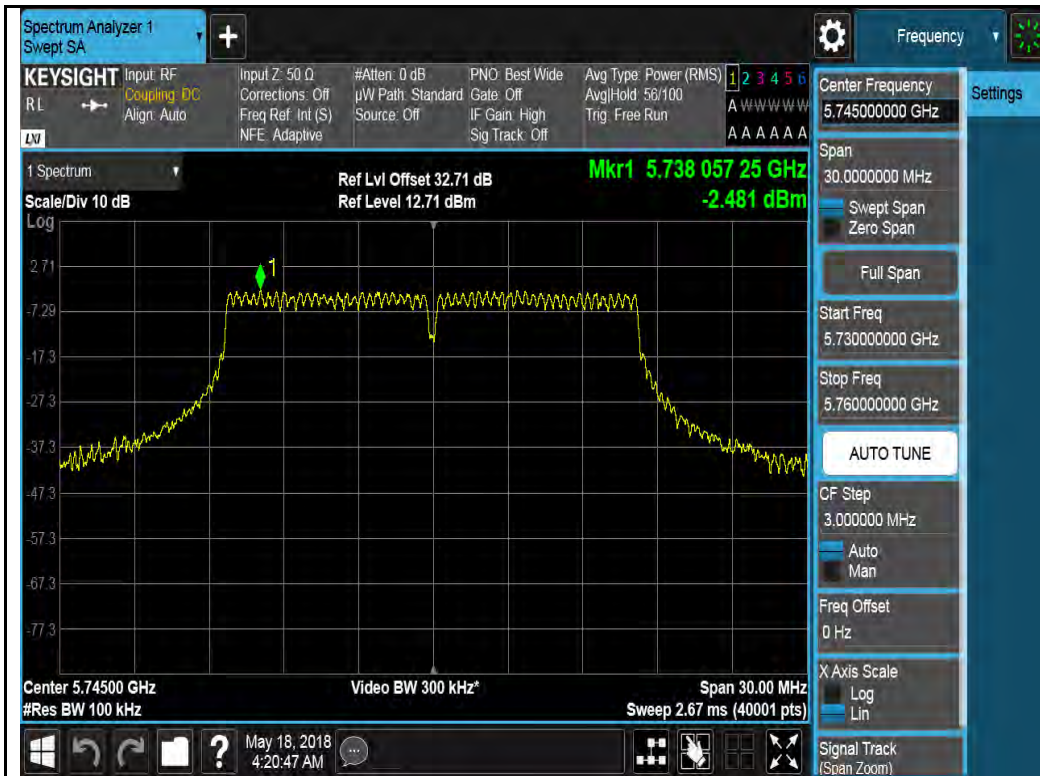 Spectrum Analyzer 1
Swept SA
+
Frequency
KEYSIGHT
RL
LXI
Input: RF
Coupling: DC
Align: Auto
Input Z: 50 Ω
Corrections: Off
Freq Ref: Int (S)
NFE: Adaptive
#Atten: 0 dB
µW Path: Standard
Source: Off
PNO: Best Wide
Gate: Off
IF Gain: High
Sig Track: Off
Avg Type: Power (RMS)
Avg|Hold: 56/100
Trig: Free Run
1 2 3 4 5 6
A W W W W W
A A A A A A
1 Spectrum
Scale/Div 10 dB
Log
Ref Lvl Offset 32.71 dB
Ref Level 12.71 dBm
Mkr1 5.738 057 25 GHz
-2.481 dBm
1
2.71
-7.29
-17.3
-27.3
-37.3
-47.3
-57.3
-67.3
-77.3
Center 5.74500 GHz
#Res BW 100 kHz
Video BW 300 kHz*
Span 30.00 MHz
Sweep 2.67 ms (40001 pts)
Center Frequency
5.745000000 GHz
Settings
Span
30.0000000 MHz
Swept Span
Zero Span
Full Span
Start Freq
5.730000000 GHz
Stop Freq
5.760000000 GHz
AUTO TUNE
CF Step
3.000000 MHz
Auto
Man
Freq Offset
0 Hz
X Axis Scale
Log
Lin
Signal Track
(Span Zoom)
?
May 18, 2018
4:20:47 AM